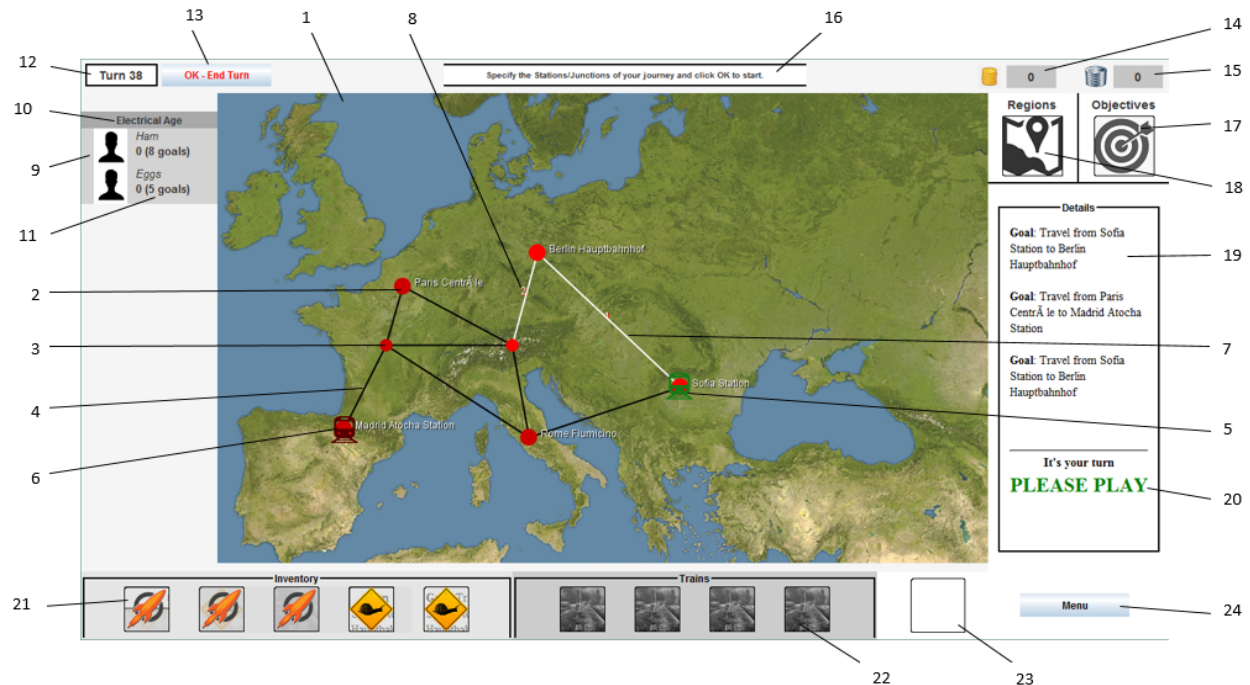 13
1
8
16
14
12
Turn 38
OK - End Turn
Specify the Stations/Junctions of your journey and click OK to start.
0
0
15
10
Electrical Age
Regions
Objectives
17
9
Ham
0 (8 goals)
Eggs
0 (5 goals)
18
11
Details
Goal: Travel from Sofia
Station to Berlin
Hauptbahnhof
19
Berlin Hauptbahnhof
2
Paris CentrÃ le
2
1
Goal: Travel from Paris
CentrÃ le to Madrid Atocha
Station
3
7
Goal: Travel from Sofia
Station to Berlin
Hauptbahnhof
Sofia Station
4
Madrid Atocha Station
Rome Fiumicino
5
6
It's your turn
PLEASE PLAY
20
Inventory
Trains
21
Menu
24
22
23